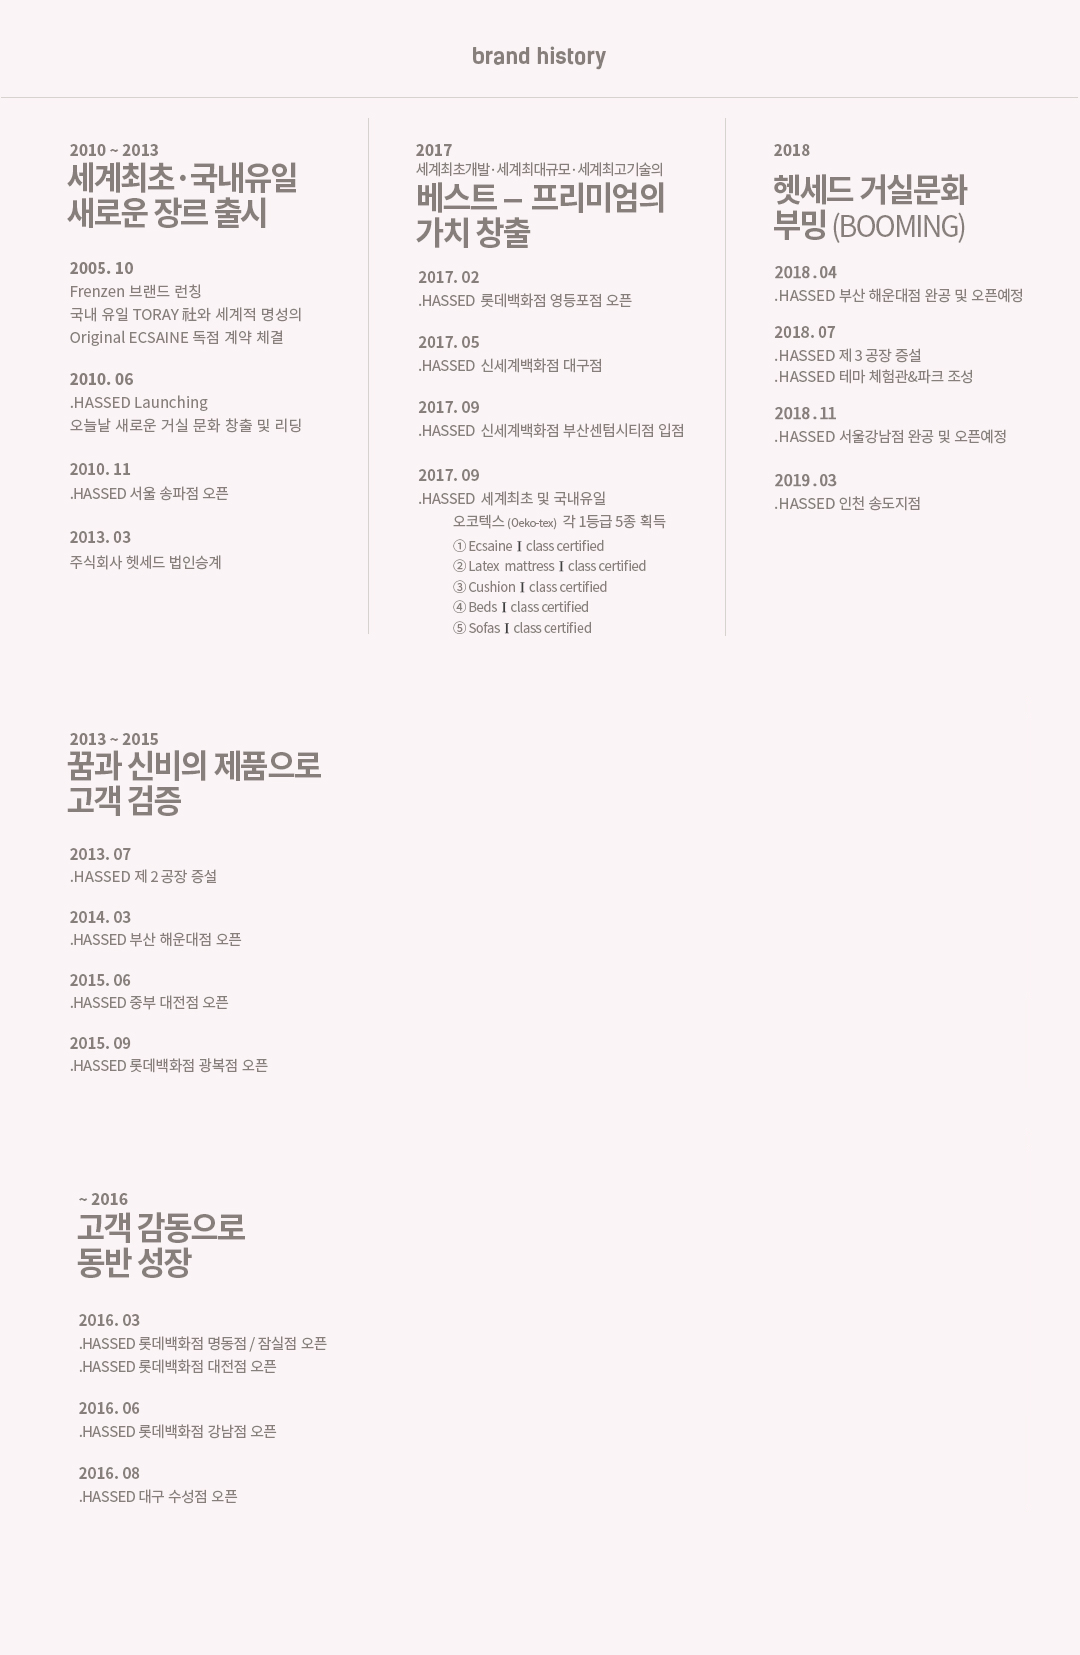 brand history
2010 ~ 2013
세계최초·국내유일
새로운 장르 출시
2005. 10
Frenzen 브랜드 런칭
국내 유일 TORAY 社와 세계적 명성의
Original ECSAINE 독점 계약 체결
2010. 06
.HASSED Launching
오늘날 새로운 거실 문화 창출 및 리딩
2010. 11
.HASSED 서울 송파점 오픈
2013. 03
주식회사 헷세드 법인승계
2013 ~ 2015
꿈과 신비의 제품으로
고객 검증
2013. 07
.HASSED 제 2 공장 증설
2014. 03
.HASSED 부산 해운대점 오픈
2015. 06
.HASSED 중부 대전점 오픈
2015. 09
.HASSED 롯데백화점 광복점 오픈
~ 2016
고객 감동으로
동반 성장
2016. 03
.HASSED 롯데백화점 명동점 / 잠실점 오픈
.HASSED 롯데백화점 대전점 오픈
2016. 06
.HASSED 롯데백화점 강남점 오픈
2016. 08
.HASSED 대구 수성점 오픈
2017
세계최초개발·세계최대규모·세계최고기술의
베스트 – 프리미엄의
가치 창출
2017. 02
.HASSED 롯데백화점 영등포점 오픈
2017. 05
.HASSED 신세계백화점 대구점
2017. 09
.HASSED 신세계백화점 부산센텀시티점 입점
2017. 09
.HASSED 세계최초 및 국내유일
오코텍스 (Oeko-tex) 각 1등급 5종 획득
① Ecsaine I class certified
② Latex mattress I class certified
③ Cushion I class certified
④ Beds I class certified
⑤ Sofas I class certified
2018
헷세드 거실문화
부밍 (BOOMING)
2018 . 04
.HASSED 부산 해운대점 완공 및 오픈예정
2018. 07
.HASSED 제 3 공장 증설
.HASSED 테마 체험관&파크 조성
2018 . 11
.HASSED 서울강남점 완공 및 오픈예정
2019 . 03
.HASSED 인천 송도지점